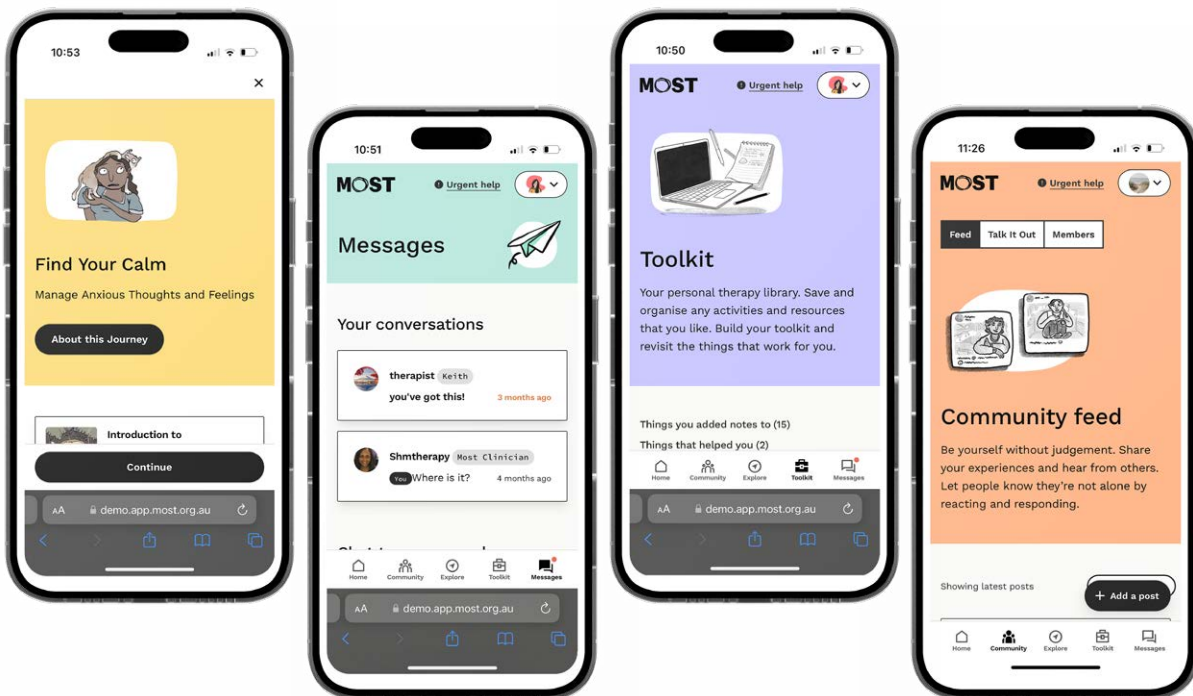 10:53
Find Your Calm
Manage Anxious Thoughts and Feelings
About this Journey
Introduction to
Continue
AA demo.app.most.org.au
10:51
MOST
Urgent help
Messages
Your conversations
therapist Keith
you've got this! 3 months ago
Shmtherapy Most Clinician
You Where is it? 4 months ago
Home Community Explore Toolkit Messages
AA demo.app.most.org.au
10:50
MOST
Urgent help
Toolkit
Your personal therapy library. Save and
organise any activities and resources
that you like. Build your toolkit and
revisit the things that work for you.
Things you added notes to (15)
Things that helped you (2)
Home Community Explore Toolkit Messages
AA demo.app.most.org.au
11:26
MOST
Urgent help
Feed Talk It Out Members
Community feed
Be yourself without judgement. Share
your experiences and hear from others.
Let people know they're not alone by
reacting and responding.
Showing latest posts
+ Add a post
Home Community Explore Toolkit Messages